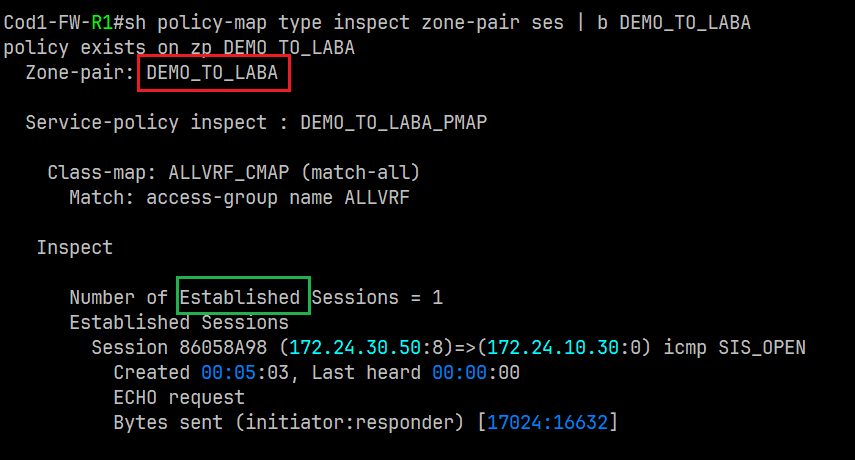 Cod1-FW-R1#sh policy-map type inspect zone-pair ses | b DEMO_TO_LABA
policy exists on zp DEMO_TO_LABA
Zone-pair: DEMO_TO_LABA
Service-policy inspect : DEMO_TO_LABA_PMAP
Class-map: ALLVRF_CMAP (match-all)
Match: access-group name ALLVRF
Inspect
Number of Established Sessions = 1
Established Sessions
Session 86058A98 (172.24.30.50:8)=>(172.24.10.30:0) icmp SIS_OPEN
Created 00:05:03, Last heard 00:00:00
ECHO request
Bytes sent (initiator:responder) [17024:16632]